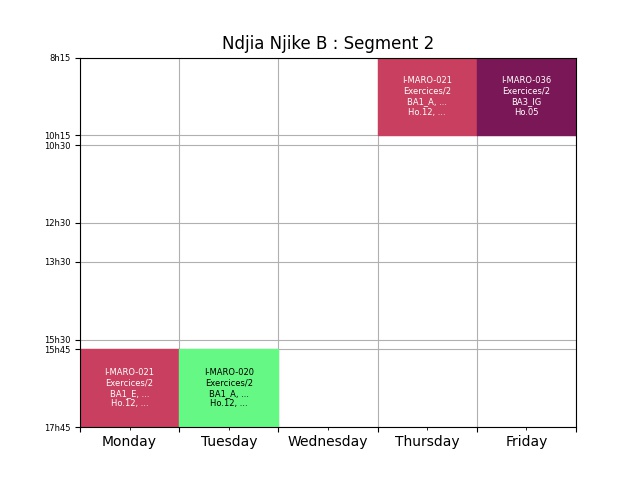 Ndjia Njike B : Segment 2
8h15
10h15
10h30
12h30
13h30
15h30
15h45
17h45
I-MARO-021
Exercices/2
BA1_A, ...
Ho.12, ...
I-MARO-036
Exercices/2
BA3_IG
Ho.05
I-MARO-021
Exercices/2
BA1_E, ...
Ho.12, ...
I-MARO-020
Exercices/2
BA1_A, ...
Ho.12, ...
Monday
Tuesday
Wednesday
Thursday
Friday